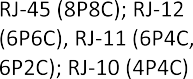 RJ-45 (8P8C); RJ-12
(6P6C), RJ-11 (6P4C,
6P2C); RJ-10 (4P4C)